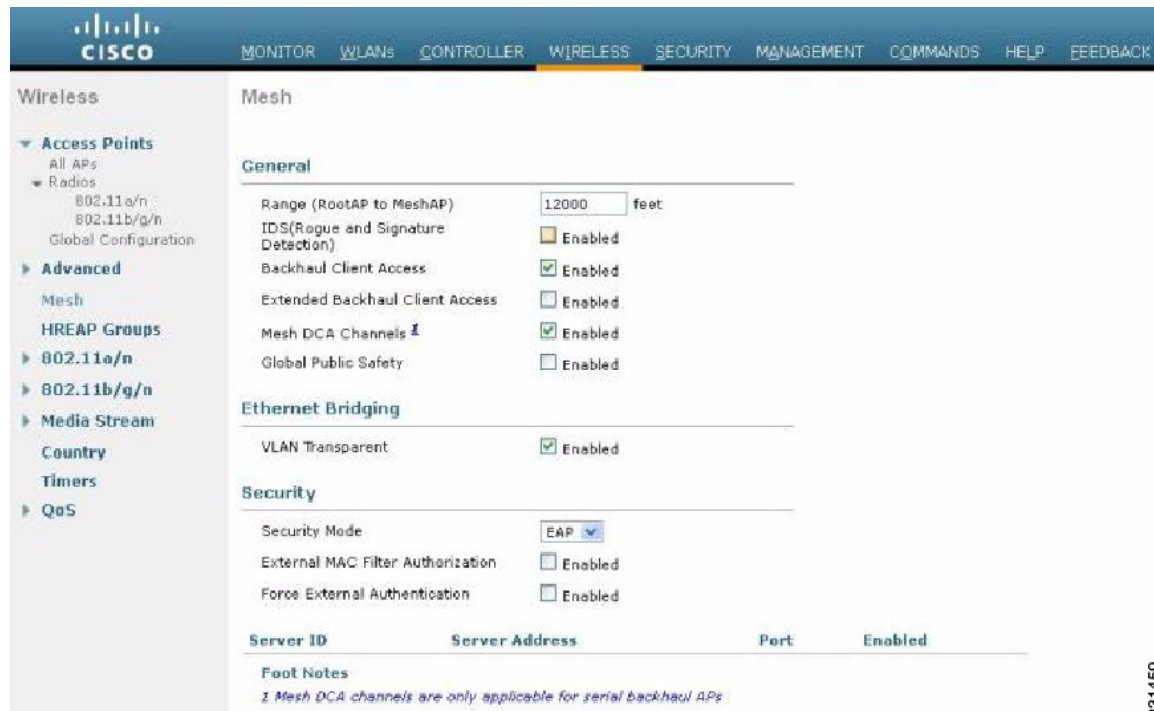 CISCO
MONITOR WLANs CONTROLLER WIRELESS SECURITY MANAGEMENT COMMANDS HELP FEEDBACK
Wireless
Access Points
All APs
Radios
802.11a/n
802.11b/g/n
Global Configuration
Advanced
Mesh
HREAP Groups
802.11a/n
802.11b/g/n
Media Stream
Country
Timers
QoS
Mesh
General
Range (RootAP to MeshAP) 12000 feet
IDS(Rogue and Signature
Detection) Enabled
Backhaul Client Access Enabled
Extended Backhaul Client Access Enabled
Mesh DCA Channels 1 Enabled
Global Public Safety Enabled
Ethernet Bridging
VLAN Transparent Enabled
Security
Security Mode EAP
External MAC Filter Authorization Enabled
Force External Authentication Enabled
Server ID Server Address Port Enabled
Foot Notes
1 Mesh DCA channels are only applicable for serial backhaul APs